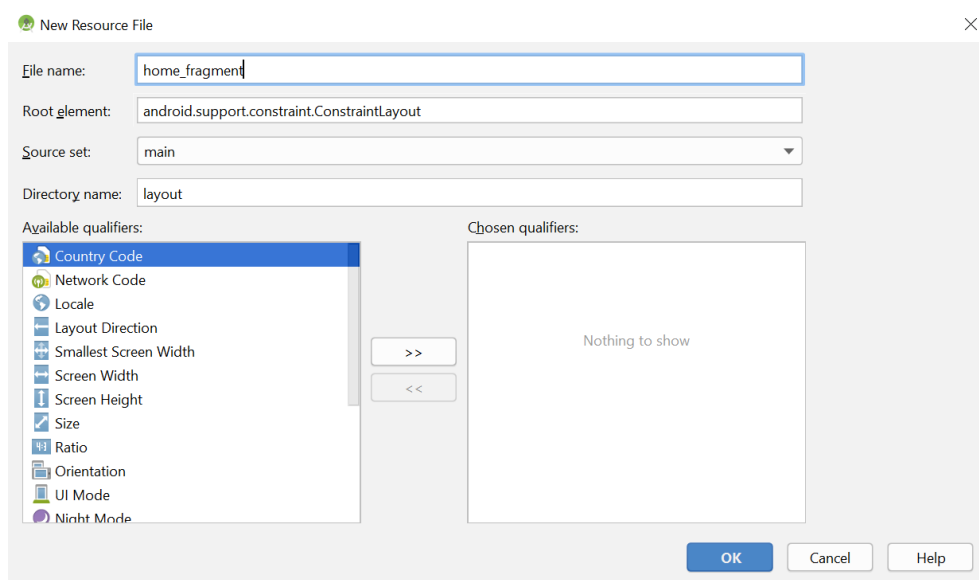 New Resource File
File name: home_fragment
Root element: android.support.constraint.ConstraintLayout
Source set: main
Directory name: layout
Available qualifiers: Chosen qualifiers:
Country Code
Network Code
Locale
Layout Direction
Smallest Screen Width
Screen Width
Screen Height
Size
4:3 Ratio
Orientation
UI Mode
Night Mode
>>
<<
Nothing to show
OK Cancel Help